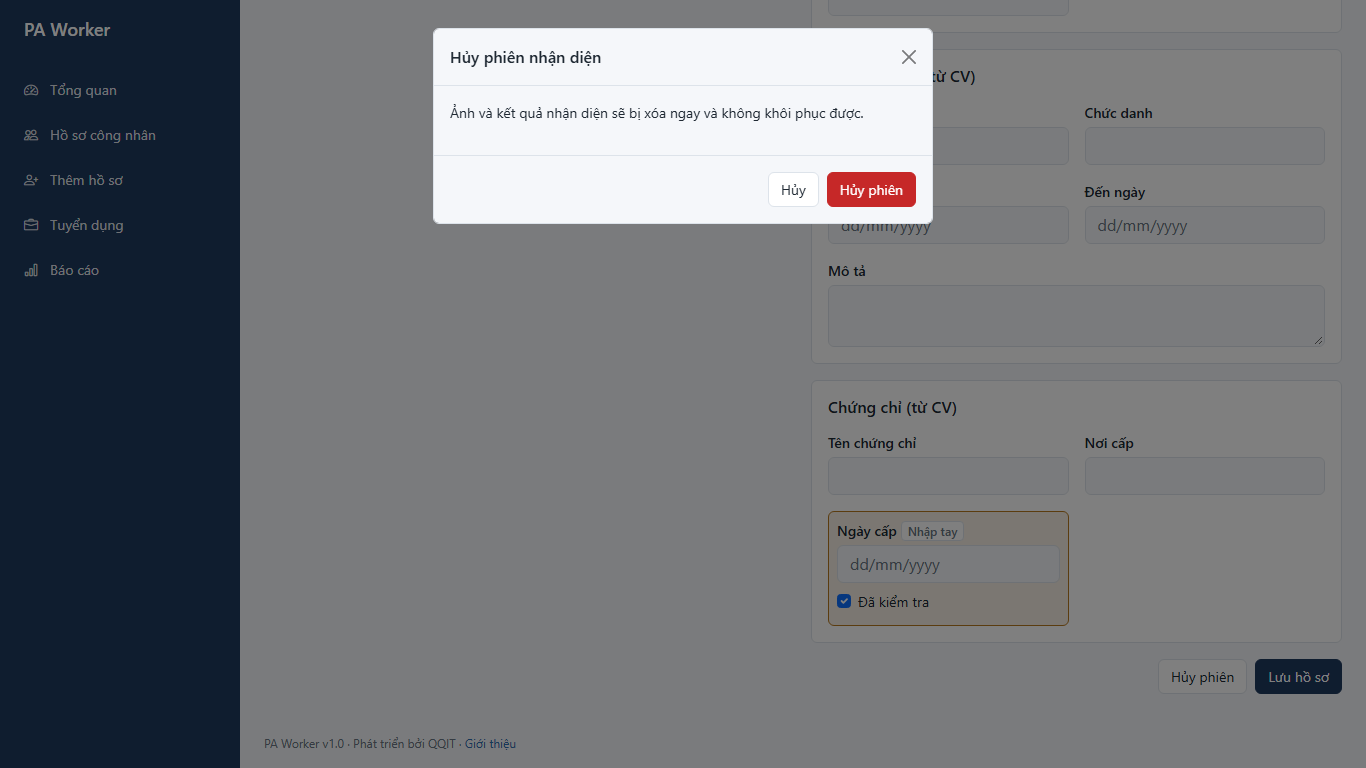 PA Worker
Tổng quan
Hồ sơ công nhân
Thêm hồ sơ
Tuyển dụng
Báo cáo
Hủy phiên nhận diện
Ảnh và kết quả nhận diện sẽ bị xóa ngay và không khôi phục được.
Hủy
Hủy phiên
từ CV)
Chức danh
Đến ngày
dd/mm/yyyy
dd/mm/yyyy
Mô tả
Chứng chỉ (từ CV)
Tên chứng chỉ
Nơi cấp
Ngày cấp
Nhập tay
dd/mm/yyyy
Đã kiểm tra
Hủy phiên
Lưu hồ sơ
PA Worker v1.0 · Phát triển bởi QQIT · Giới thiệu